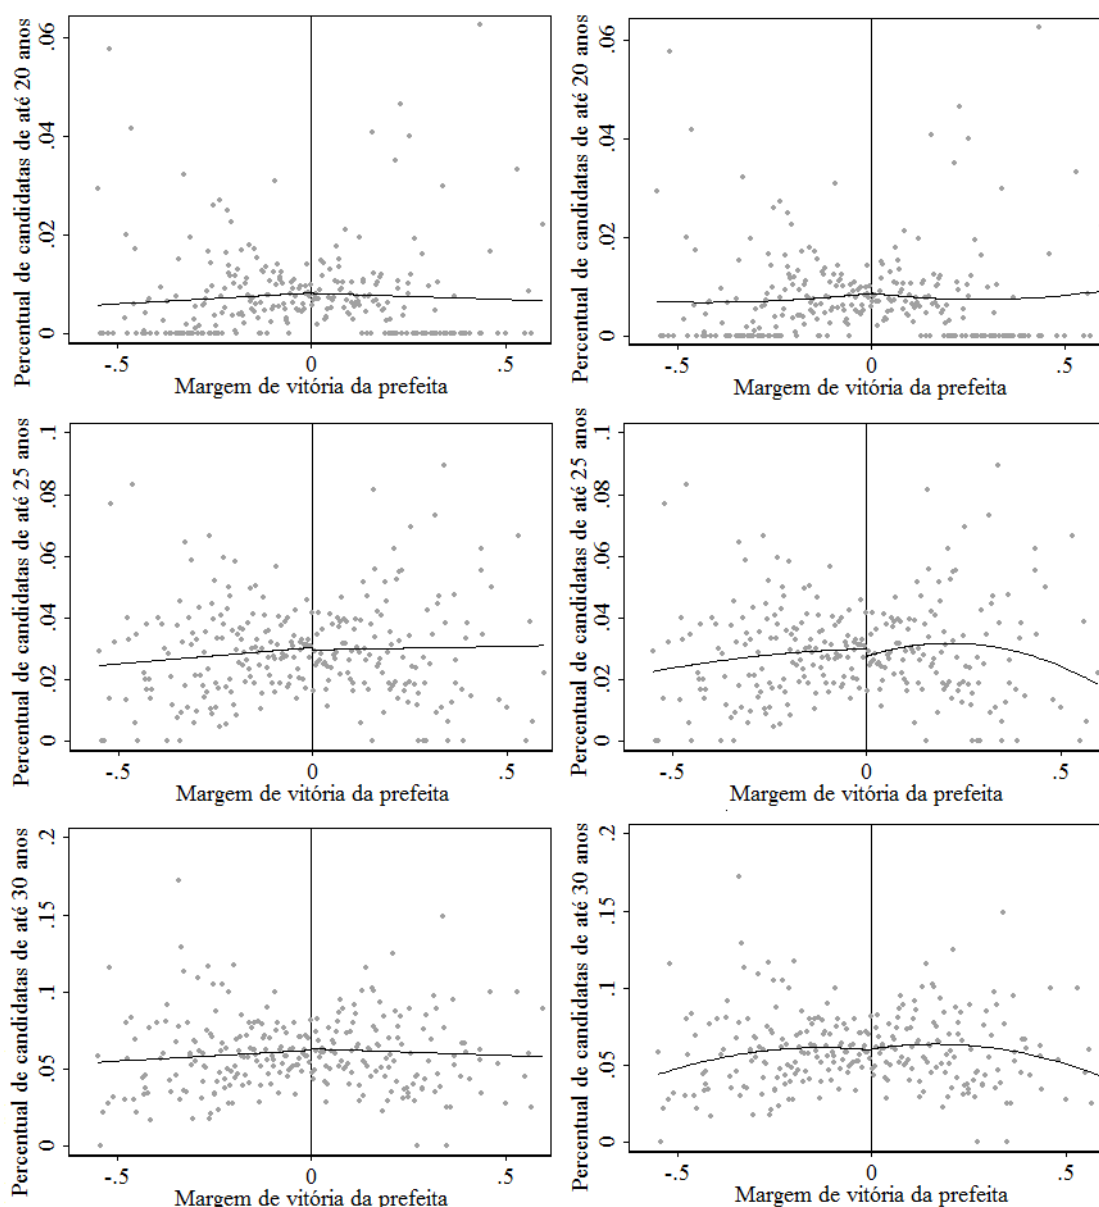 Percentual de candidatas de até 20 anos
.06
.04
.02
0
-.5 0 .5
Margem de vitória da prefeita
Percentual de candidatas de até 20 anos
.06
.04
.02
0
-.5 0 .5
Margem de vitória da prefeita
Percentual de candidatas de até 25 anos
.1
.08
.06
.04
.02
0
-.5 0 .5
Margem de vitória da prefeita
Percentual de candidatas de até 25 anos
.1
.08
.06
.04
.02
0
-.5 0 .5
Margem de vitória da prefeita
Percentual de candidatas de até 30 anos
.2
.15
.1
.05
0
-.5 0 .5
Margem de vitória da prefeita
Percentual de candidatas de até 30 anos
.2
.15
.1
.05
0
-.5 0 .5
Margem de vitória da prefeita